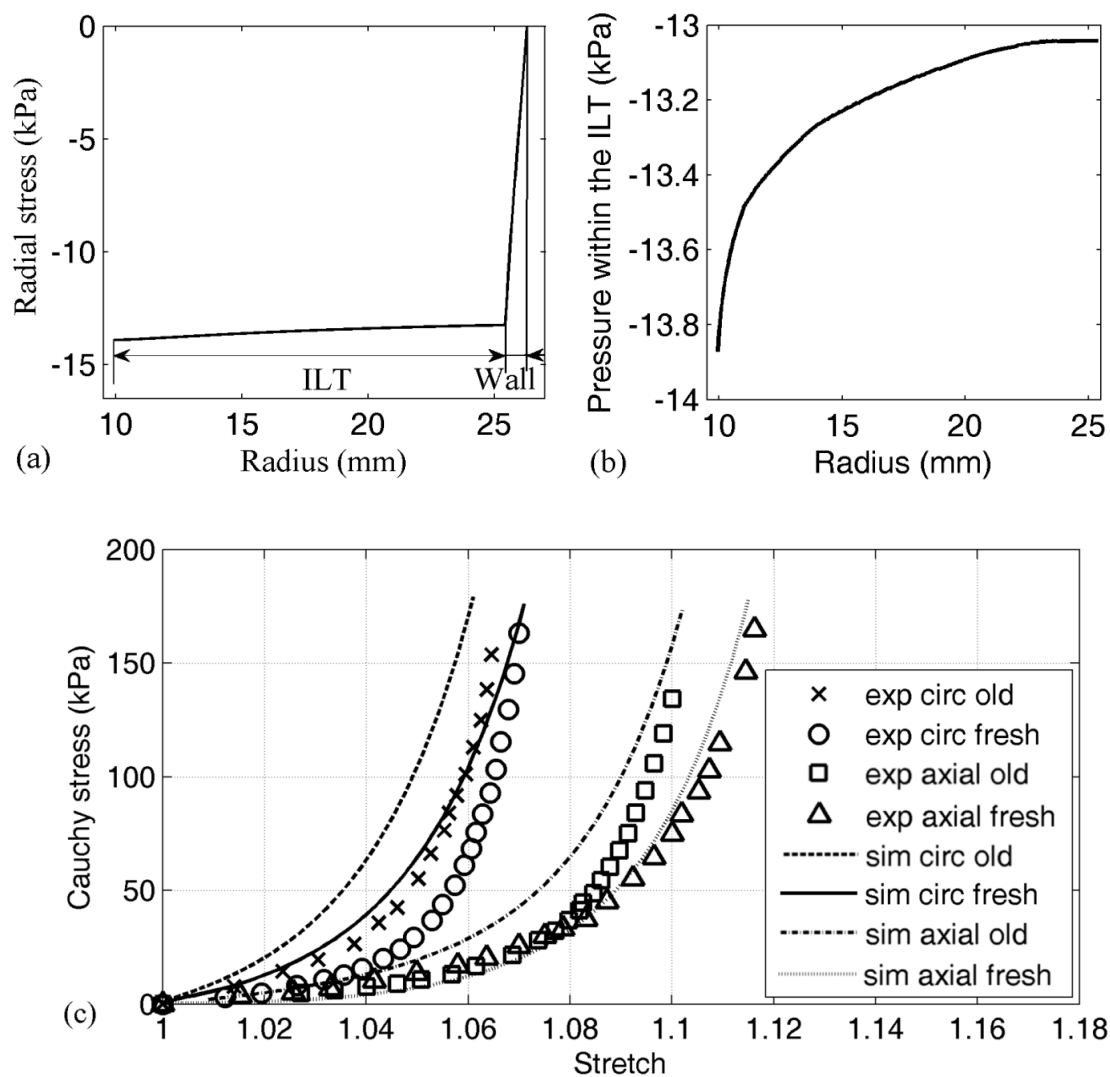 0
-5
-10
-15
Radial stress (kPa)
ILT
Wall
10 15 20 25
(a)
Radius (mm)
-13
-13.2
-13.4
-13.6
-13.8
-14
Pressure within the ILT (kPa)
10 15 20 25
(b)
Radius (mm)
200
150
100
50
0
Cauchy stress (kPa)
exp circ old
exp circ fresh
exp axial old
exp axial fresh
sim circ old
sim circ fresh
sim axial old
sim axial fresh
(c)
1 1.02 1.04 1.06 1.08 1.1 1.12 1.14 1.16 1.18
Stretch